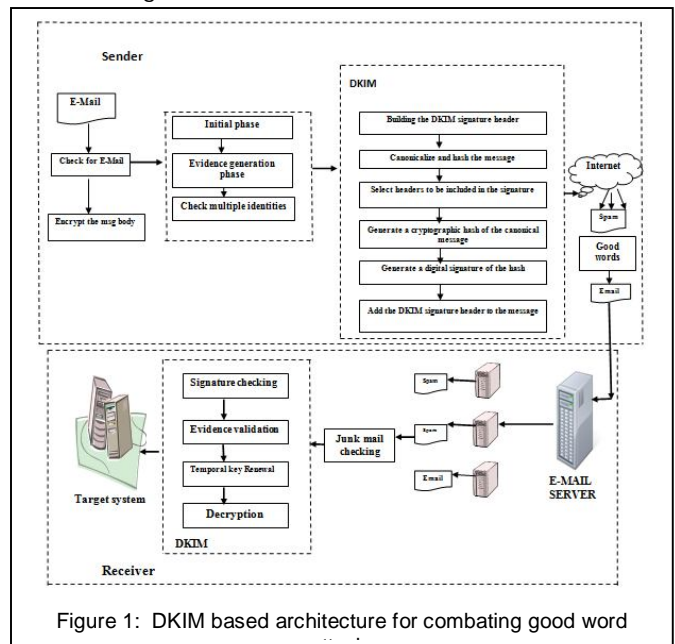 Sender
E-Mail
Check for E-Mail
Encrypt the msg body
Initial phase
Evidence generation
phase
Check multiple identities
DKIM
Building the DKIM signature header
Canonicalize and hash the message
Select headers to be included in the signature
Generate a cryptographic hash of the canonical
message
Generate a digital signature of the hash
Add the DKIM signature header to the message
Internet
Spam
Good
words
Email
E-MAIL
SERVER
Spam
Spam
Email
Junk mail
checking
Signature checking
Evidence validation
Temporal key Renewal
Decryption
DKIM
Target system
Receiver
Figure 1: DKIM based architecture for combating good word